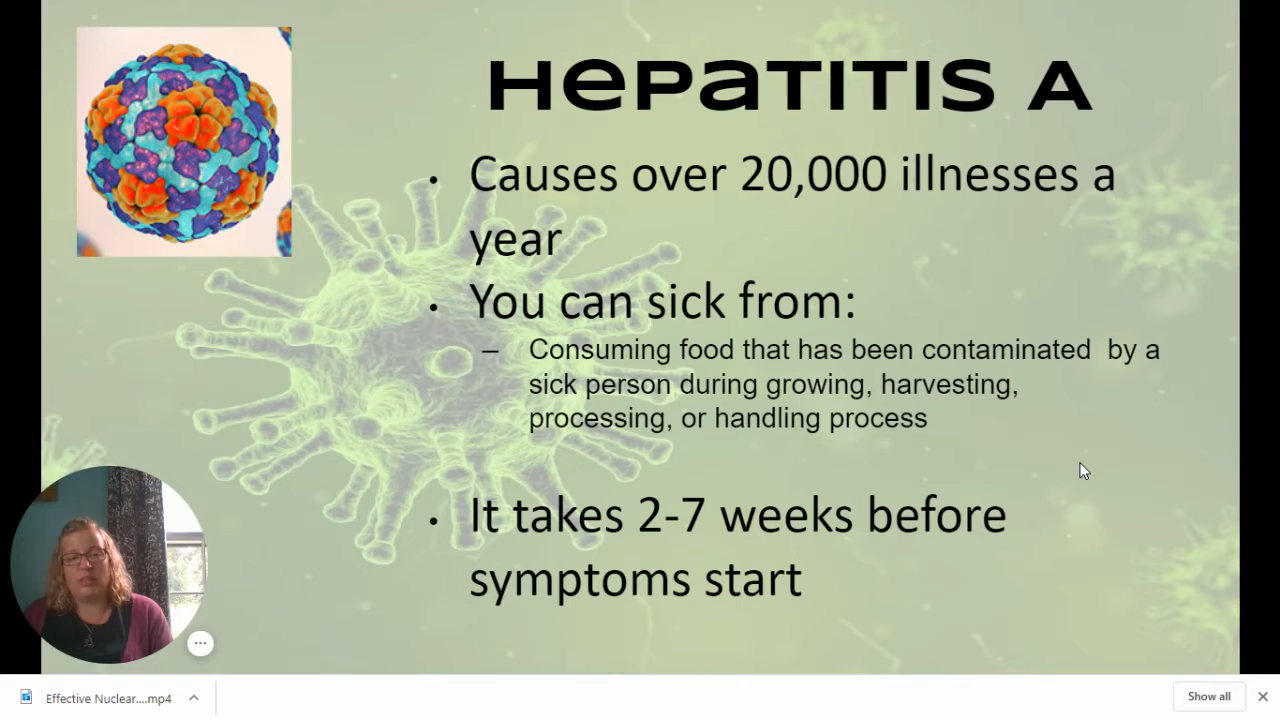 Hepatitis A
• Causes over 20,000 illnesses a
year
• You can sick from:
– Consuming food that has been contaminated by a
sick person during growing, harvesting,
processing, or handling process
• It takes 2-7 weeks before
symptoms start
Effective Nuclear....mp4
Show all